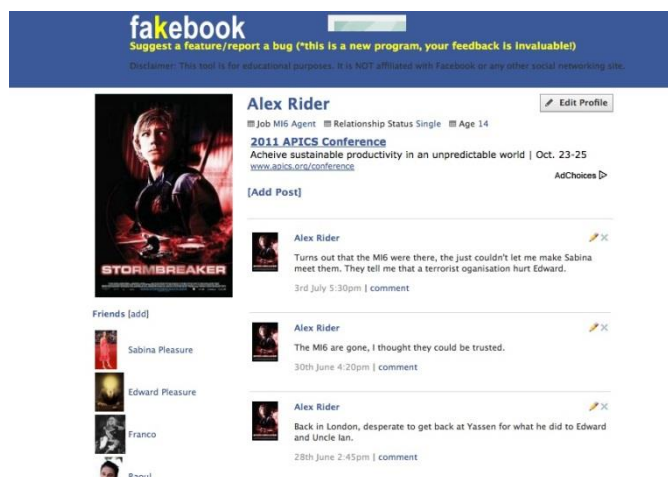 fakebook
Suggest a feature/report a bug (*this is a new program, your feedback is invaluable!)
Disclaimer: This tool is for educational purposes. It is NOT affiliated with Facebook or any other social networking site.
Alex Rider
Edit Profile
Job MI6 Agent Relationship Status Single Age 14
2011 APICS Conference
Acheive sustainable productivity in an unpredictable world | Oct. 23-25
www.apics.org/conference
AdChoices
[Add Post]
STORMBREAKER
Alex Rider
Turns out that the MI6 were there, the just couldn't let me make Sabina
meet them. They tell me that a terrorist oganisation hurt Edward.
3rd July 5:30pm | comment
Friends [add]
Sabina Pleasure
Edward Pleasure
Franco
Raoul
Alex Rider
The MI6 are gone, I thought they could be trusted.
30th June 4:20pm | comment
Alex Rider
Back in London, desperate to get back at Yassen for what he did to Edward
and Uncle Ian.
28th June 2:45pm | comment